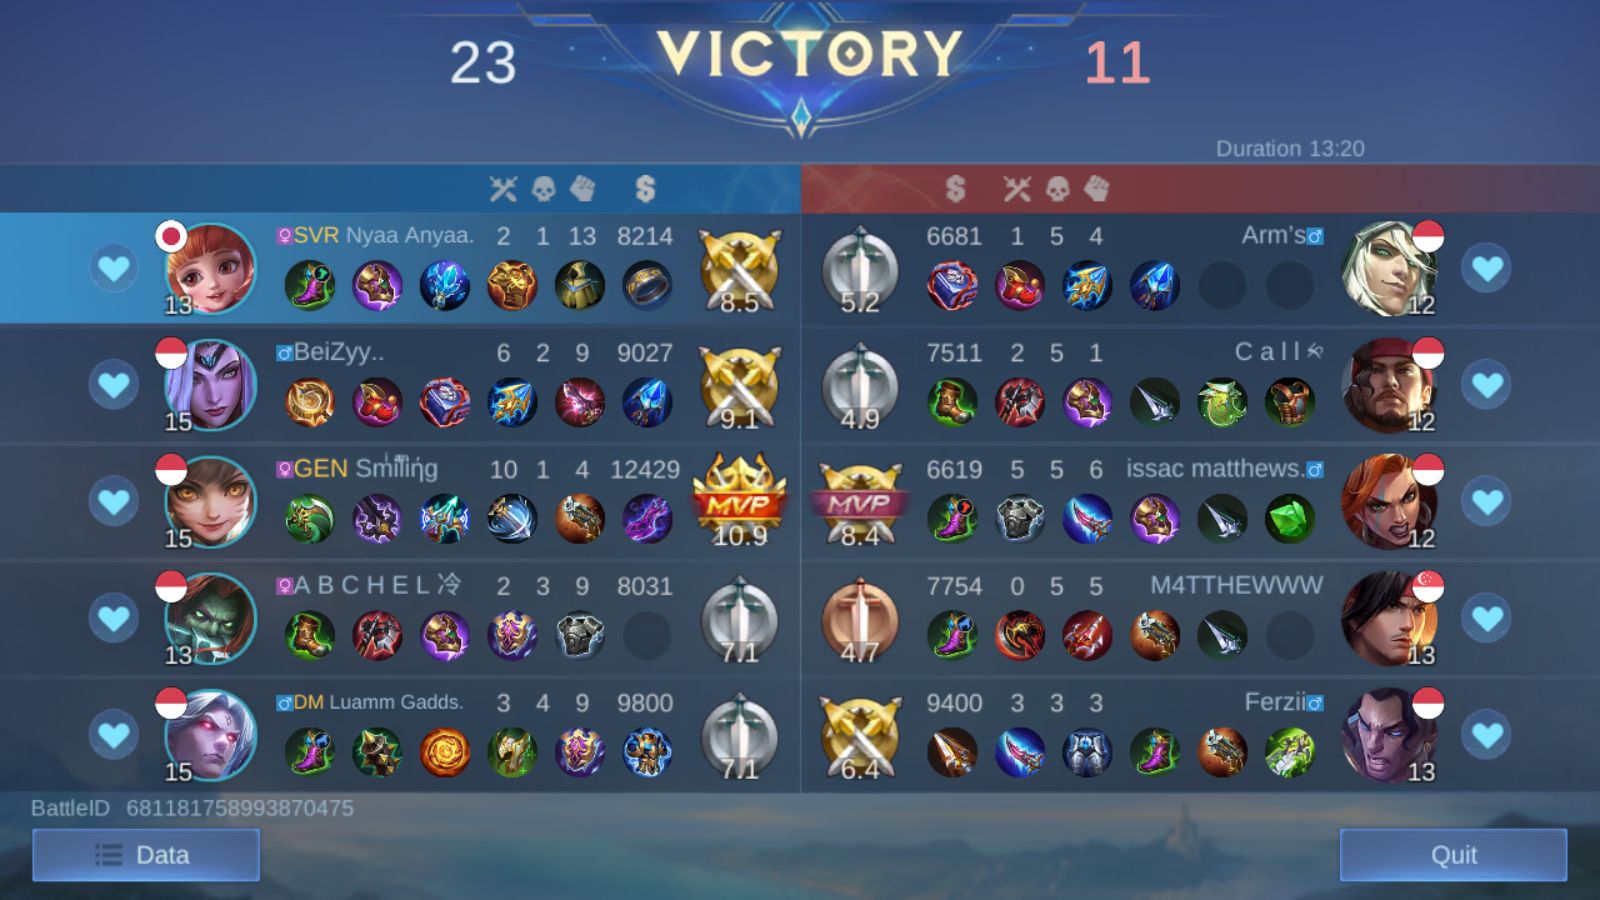 VICTORY
23
11
Duration 13:20
SVR Nyaa Anyaa. 2 1 13 8214
13
8.5
5.2
6681 1 5 4 Arm's
12
BeiZyy.. 6 2 9 9027
15
9.1
4.9
7511 2 5 1 C a l l
12
GEN 10 1 4 12429
15
MVP
10.9
MVP
8.4
6619 5 5 6 issac matthews.
12
A B C H E L 冷 2 3 9 8031
13
7.1
4.7
7754 0 5 5 M4TTHEWWW
13
DM Luamm Gadds. 3 4 9 9800
15
7.1
6.4
9400 3 3 3 Ferzii
13
BattleID 681181758993870475
Data
Quit